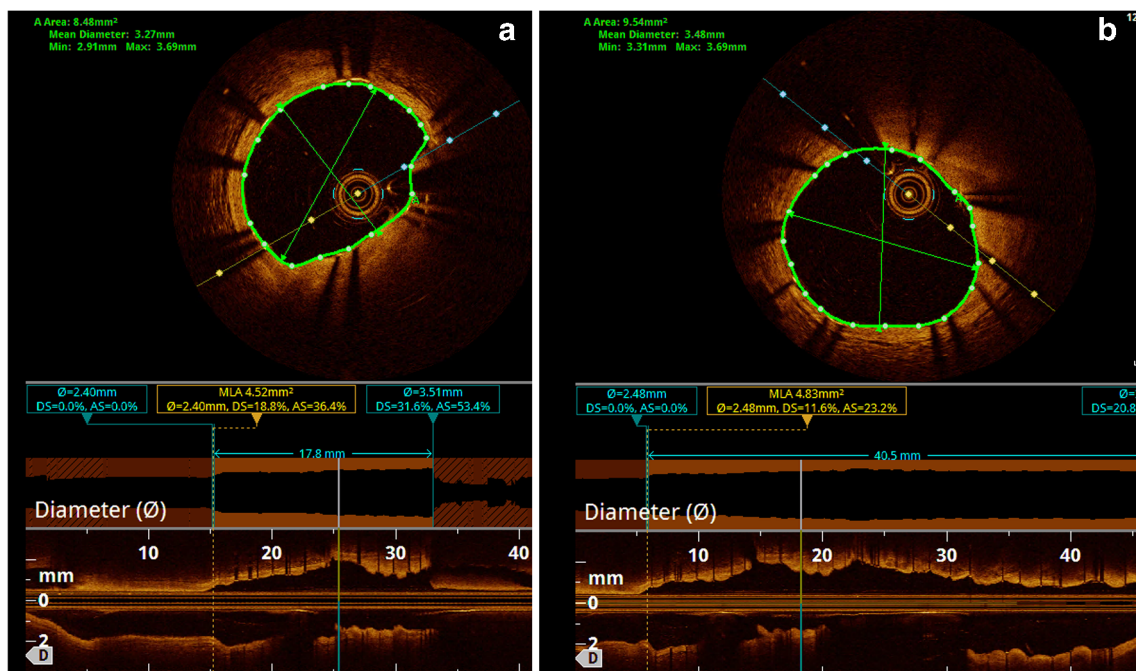 A Area: 8.48mm²
Mean Diameter: 3.27mm
Min: 2.91mm Max: 3.69mm
a
Ø=2.40mm
DS=0.0%, AS=0.0%
MLA 4.52mm²
Ø=2.40mm, DS=18.8%, AS=36.4%
Ø=3.51mm
DS=31.6%, AS=53.4%
17.8 mm
Diameter (Ø)
10 20 30 40
mm
0
2
D
A Area: 9.54mm²
Mean Diameter: 3.48mm
Min: 3.31mm Max: 3.69mm
12
b
Ø=2.48mm
DS=0.0%, AS=0.0%
MLA 4.83mm²
Ø=2.48mm, DS=11.6%, AS=23.2%
DS=20.8
40.5 mm
Diameter (Ø)
10 20 30 40
mm
0
2
D